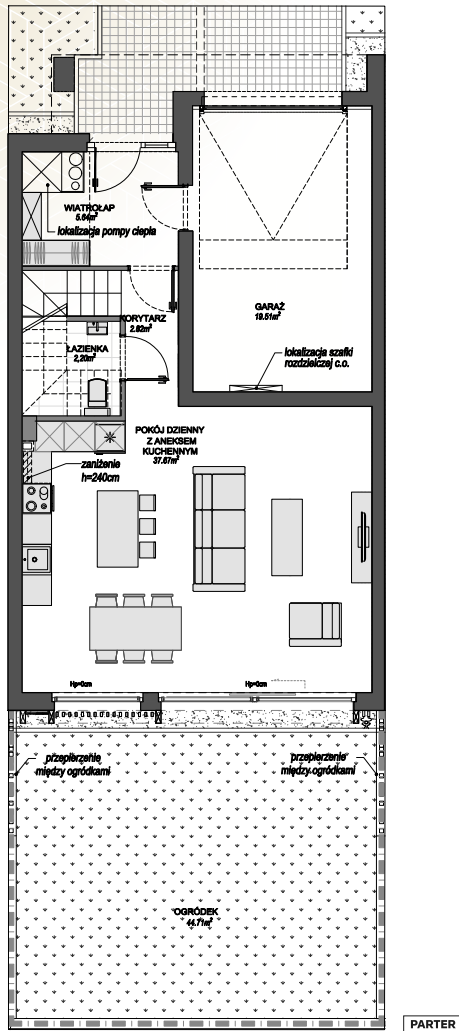 WIATROŁAP
5.64m²
lokalizacja pompy ciepła
GARAŻ
19.51m²
KORYTARZ
2.82m²
ŁAZIENKA
2,20m²
lokalizacja szafki
rozdzielczej c.o.
POKÓJ DZIENNY
Z ANEKSEM
KUCHENNYM
37.67m²
zaniżenie
h=240cm
Hp=0cm
Hp=0cm
przepierzenie
między ogródkami
przepierzenie
między ogródkami
OGRÓDEK
44.71m²
PARTER